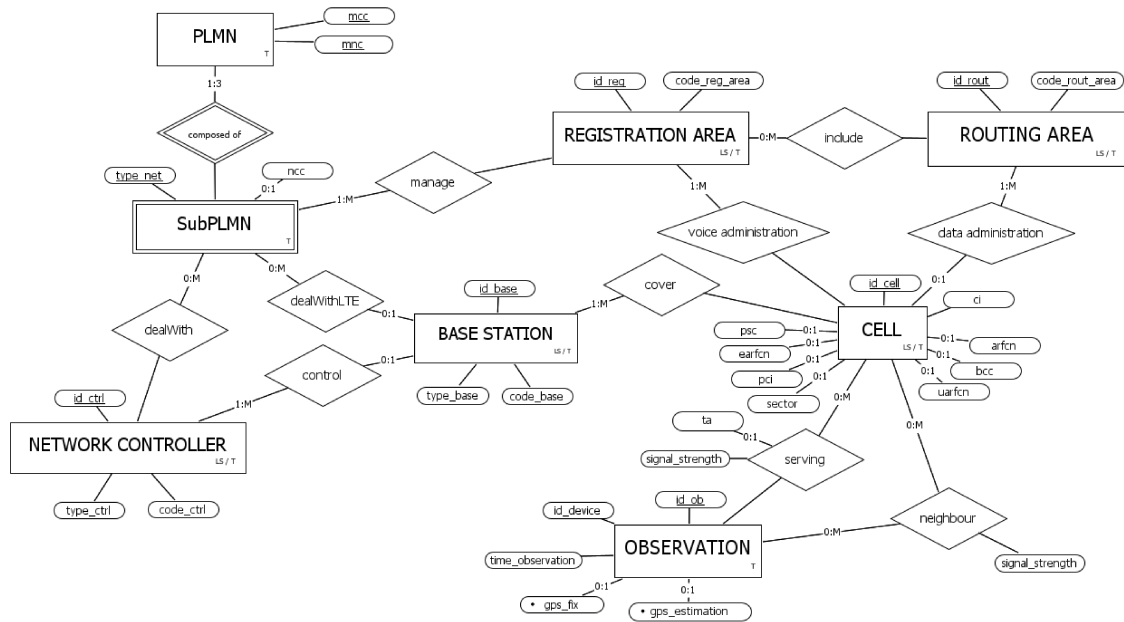 mcc
PLMN
T
mnc
1:3
composed of
id_reg
code_reg_area
id_rout
code_rout_area
REGISTRATION AREA
LS / T
0:M
include
ROUTING AREA
LS / T
type_net
ncc
0:1
manage
1:M
1:M
1:M
SubPLMN
T
voice administration
data administration
0:M
0:M
dealWithLTE
0:1
id_base
cover
1:M
0:1
id_cell
ci
dealWith
BASE STATION
LS / T
CELL
LS / T
psc
0:1
0:1
arfcn
earfcn
0:1
0:1
bcc
control
0:1
pci
0:1
0:1
uarfcn
sector
0:1
id_ctrl
1:M
type_base
code_base
0:M
0:M
NETWORK CONTROLLER
LS / T
ta
0:1
signal_strength
serving
type_ctrl
code_ctrl
id_device
id_ob
neighbour
OBSERVATION
T
0:M
time_observation
signal_strength
0:1
0:1
• gps_fix
• gps_estimation